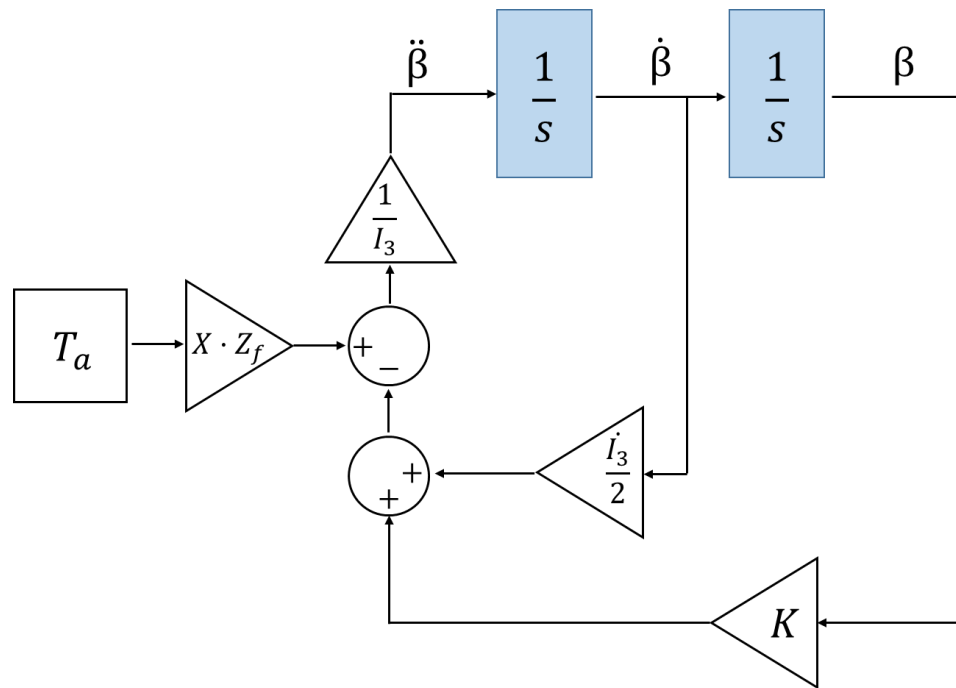 β̈
1/s
β̇
1/s
β
1/I₃
Tₐ
X · Z_f
+
−
+
+
İ₃/2
K